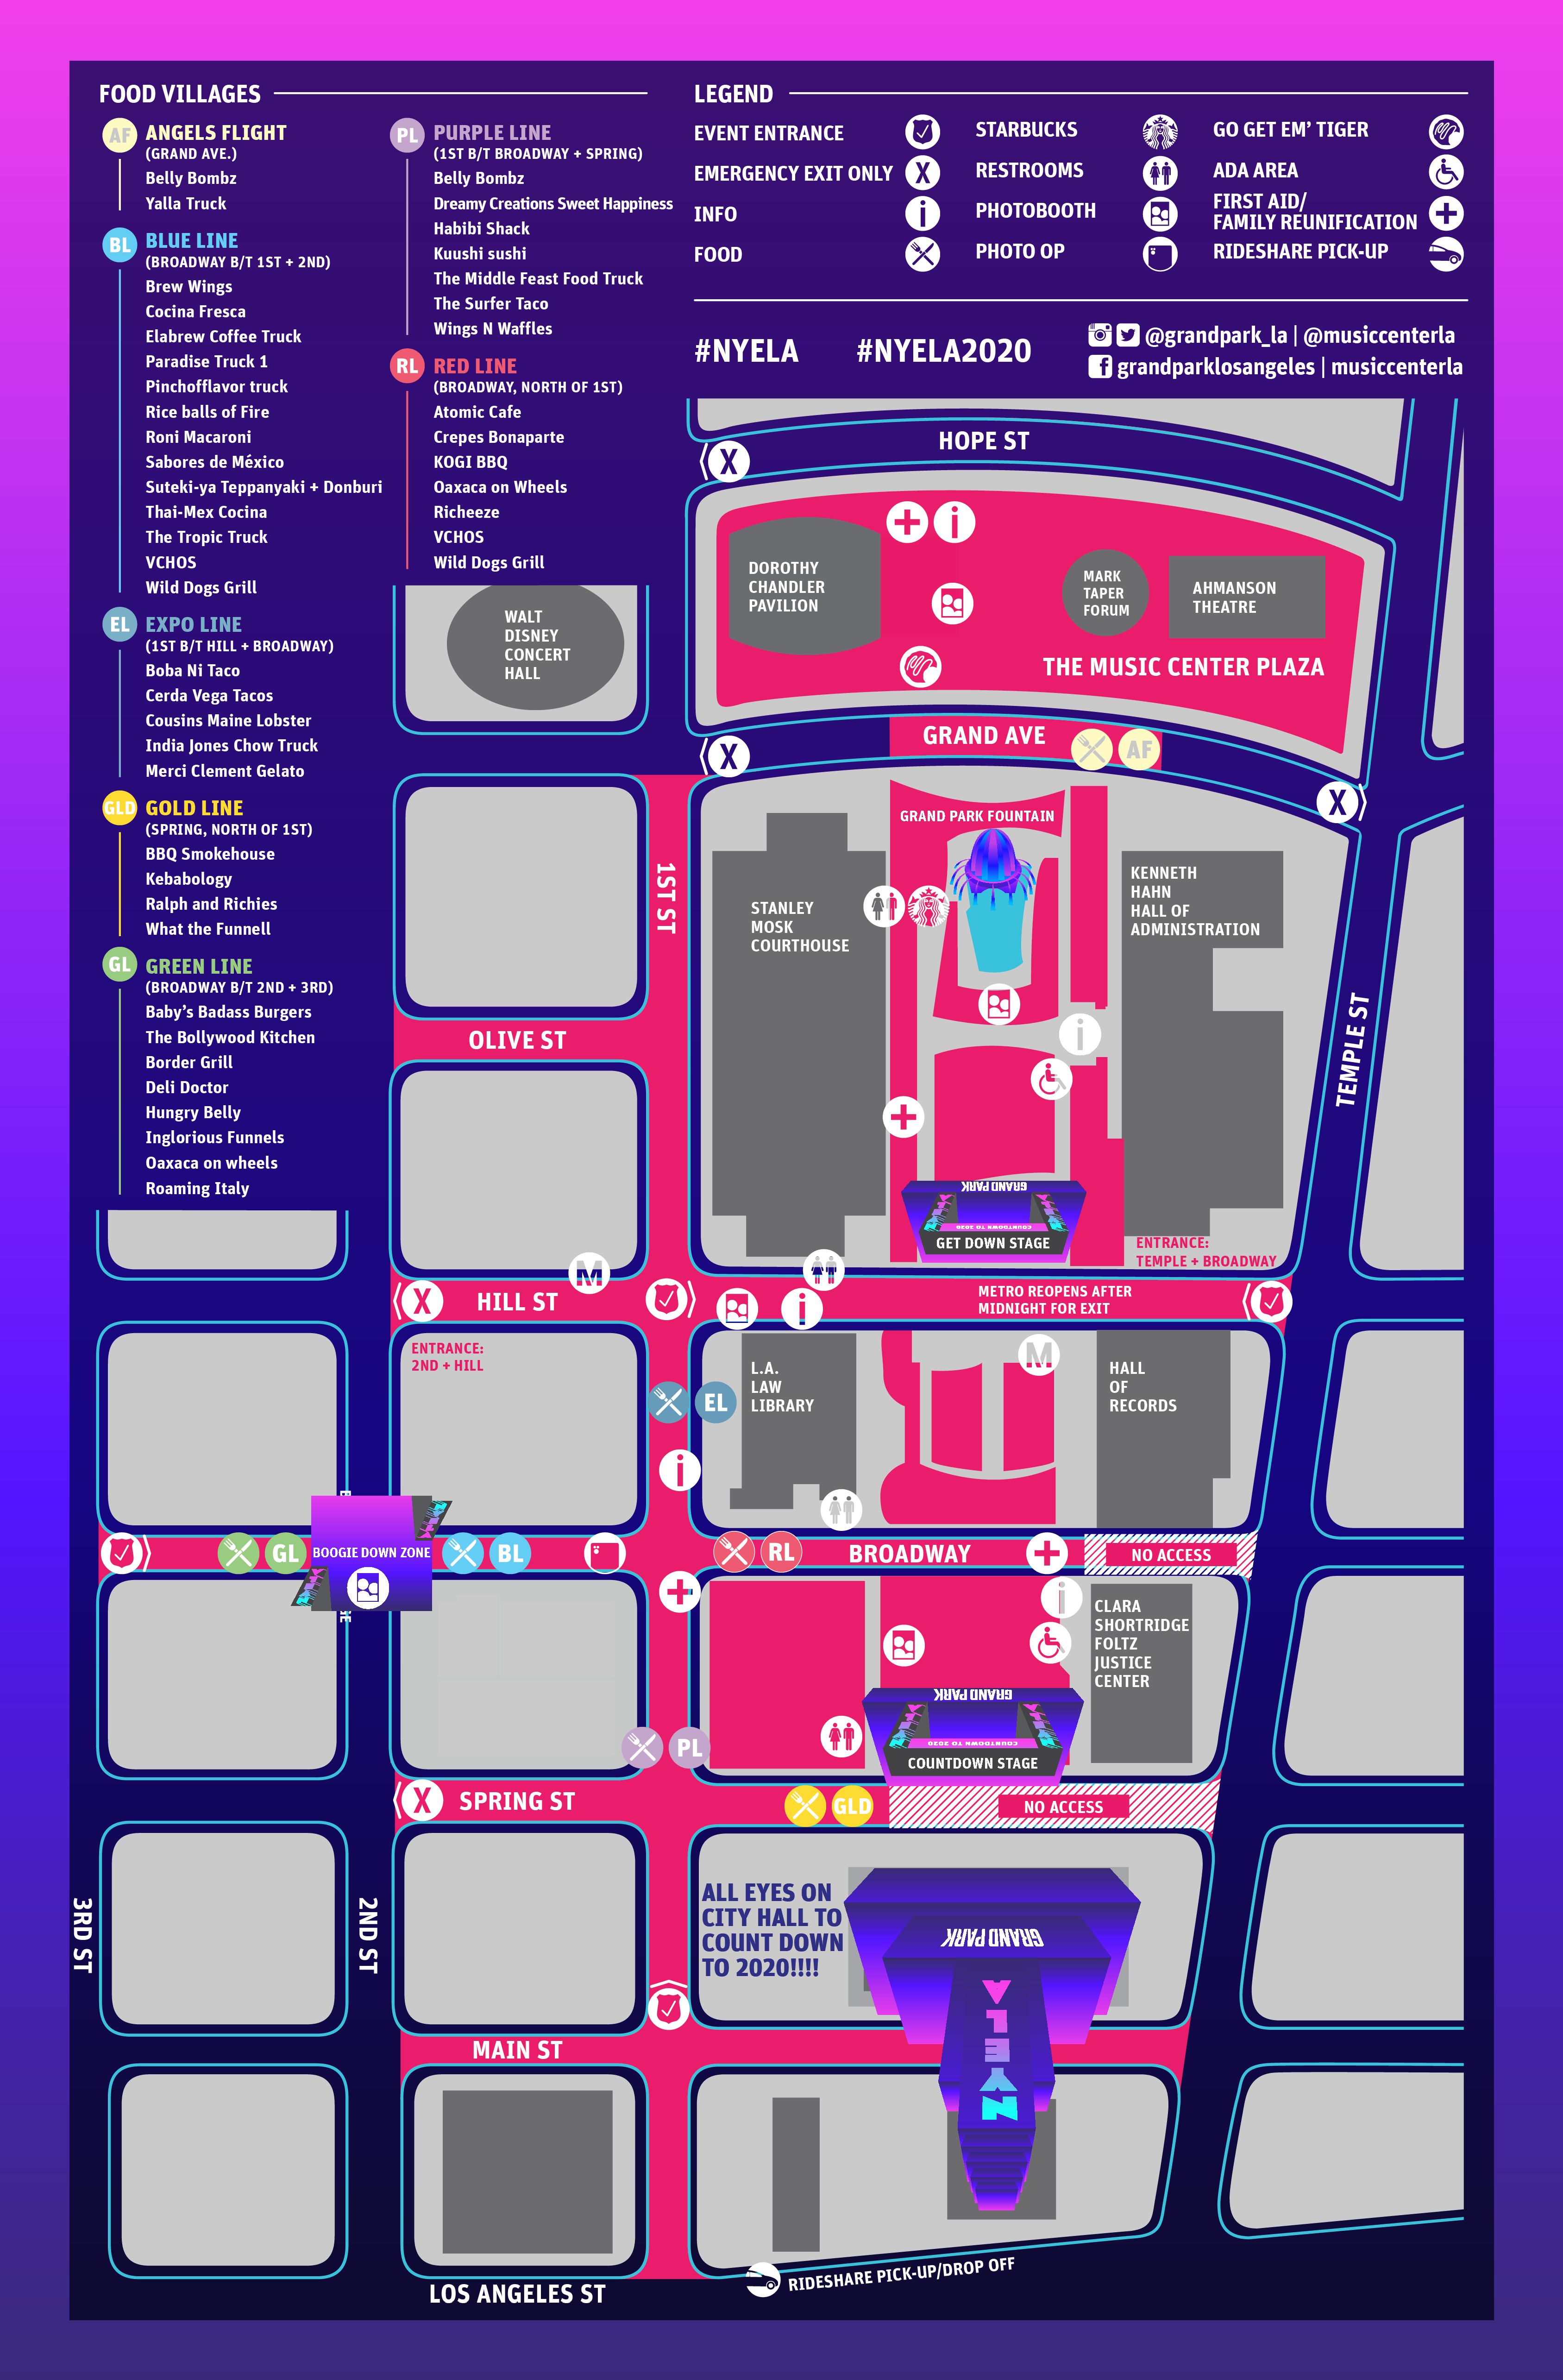 FOOD VILLAGES
AF ANGELS FLIGHT
(GRAND AVE.)
Belly Bombz
Yalla Truck
BL BLUE LINE
(BROADWAY B/T 1ST + 2ND)
Brew Wings
Cocina Fresca
Elabrew Coffee Truck
Paradise Truck 1
Pinchofflavor truck
Rice balls of Fire
Roni Macaroni
Sabores de México
Suteki-ya Teppanyaki + Donburi
Thai-Mex Cocina
The Tropic Truck
VCHOS
Wild Dogs Grill
EL EXPO LINE
(1ST B/T HILL + BROADWAY)
Boba Ni Taco
Cerda Vega Tacos
Cousins Maine Lobster
India Jones Chow Truck
Merci Clement Gelato
GLD GOLD LINE
(SPRING, NORTH OF 1ST)
BBQ Smokehouse
Kebabology
Ralph and Richies
What the Funnell
GL GREEN LINE
(BROADWAY B/T 2ND + 3RD)
Baby's Badass Burgers
The Bollywood Kitchen
Border Grill
Deli Doctor
Hungry Belly
Inglorious Funnels
Oaxaca on wheels
Roaming Italy
PL PURPLE LINE
(1ST B/T BROADWAY + SPRING)
Belly Bombz
Dreamy Creations Sweet Happiness
Habibi Shack
Kuushi sushi
The Middle Feast Food Truck
The Surfer Taco
Wings N Waffles
RL RED LINE
(BROADWAY, NORTH OF 1ST)
Atomic Cafe
Crepes Bonaparte
KOGI BBQ
Oaxaca on Wheels
Richeeze
VCHOS
Wild Dogs Grill
LEGEND
EVENT ENTRANCE
EMERGENCY EXIT ONLY X
INFO i
FOOD
STARBUCKS
RESTROOMS
PHOTOBOOTH
PHOTO OP
GO GET EM' TIGER
ADA AREA
FIRST AID/
FAMILY REUNIFICATION
RIDESHARE PICK-UP
#NYELA #NYELA2020
@grandpark_la | @musiccenterla
grandparklosangeles | musiccenterla
HOPE ST
X
i
DOROTHY
CHANDLER
PAVILION
MARK
TAPER
FORUM
AHMANSON
THEATRE
THE MUSIC CENTER PLAZA
WALT
DISNEY
CONCERT
HALL
GRAND AVE
AF
X
X
GRAND PARK FOUNTAIN
1ST ST
STANLEY
MOSK
COURTHOUSE
KENNETH
HAHN
HALL OF
ADMINISTRATION
TEMPLE ST
OLIVE ST
i
GRAND PARK
COUNTDOWN TO 2020
GET DOWN STAGE
ENTRANCE:
TEMPLE + BROADWAY
M
X
HILL ST
i
METRO REOPENS AFTER
MIDNIGHT FOR EXIT
ENTRANCE:
2ND + HILL
EL
L.A.
LAW
LIBRARY
M
HALL
OF
RECORDS
i
GL
BOOGIE DOWN ZONE
BL
RL
BROADWAY
NO ACCESS
i
CLARA
SHORTRIDGE
FOLTZ
JUSTICE
CENTER
GRAND PARK
COUNTDOWN TO 2020
COUNTDOWN STAGE
PL
X
SPRING ST
GLD
NO ACCESS
3RD ST
2ND ST
ALL EYES ON
CITY HALL TO
COUNT DOWN
TO 2020!!!!
GRAND PARK
NYELA
MAIN ST
LOS ANGELES ST
RIDESHARE PICK-UP/DROP OFF